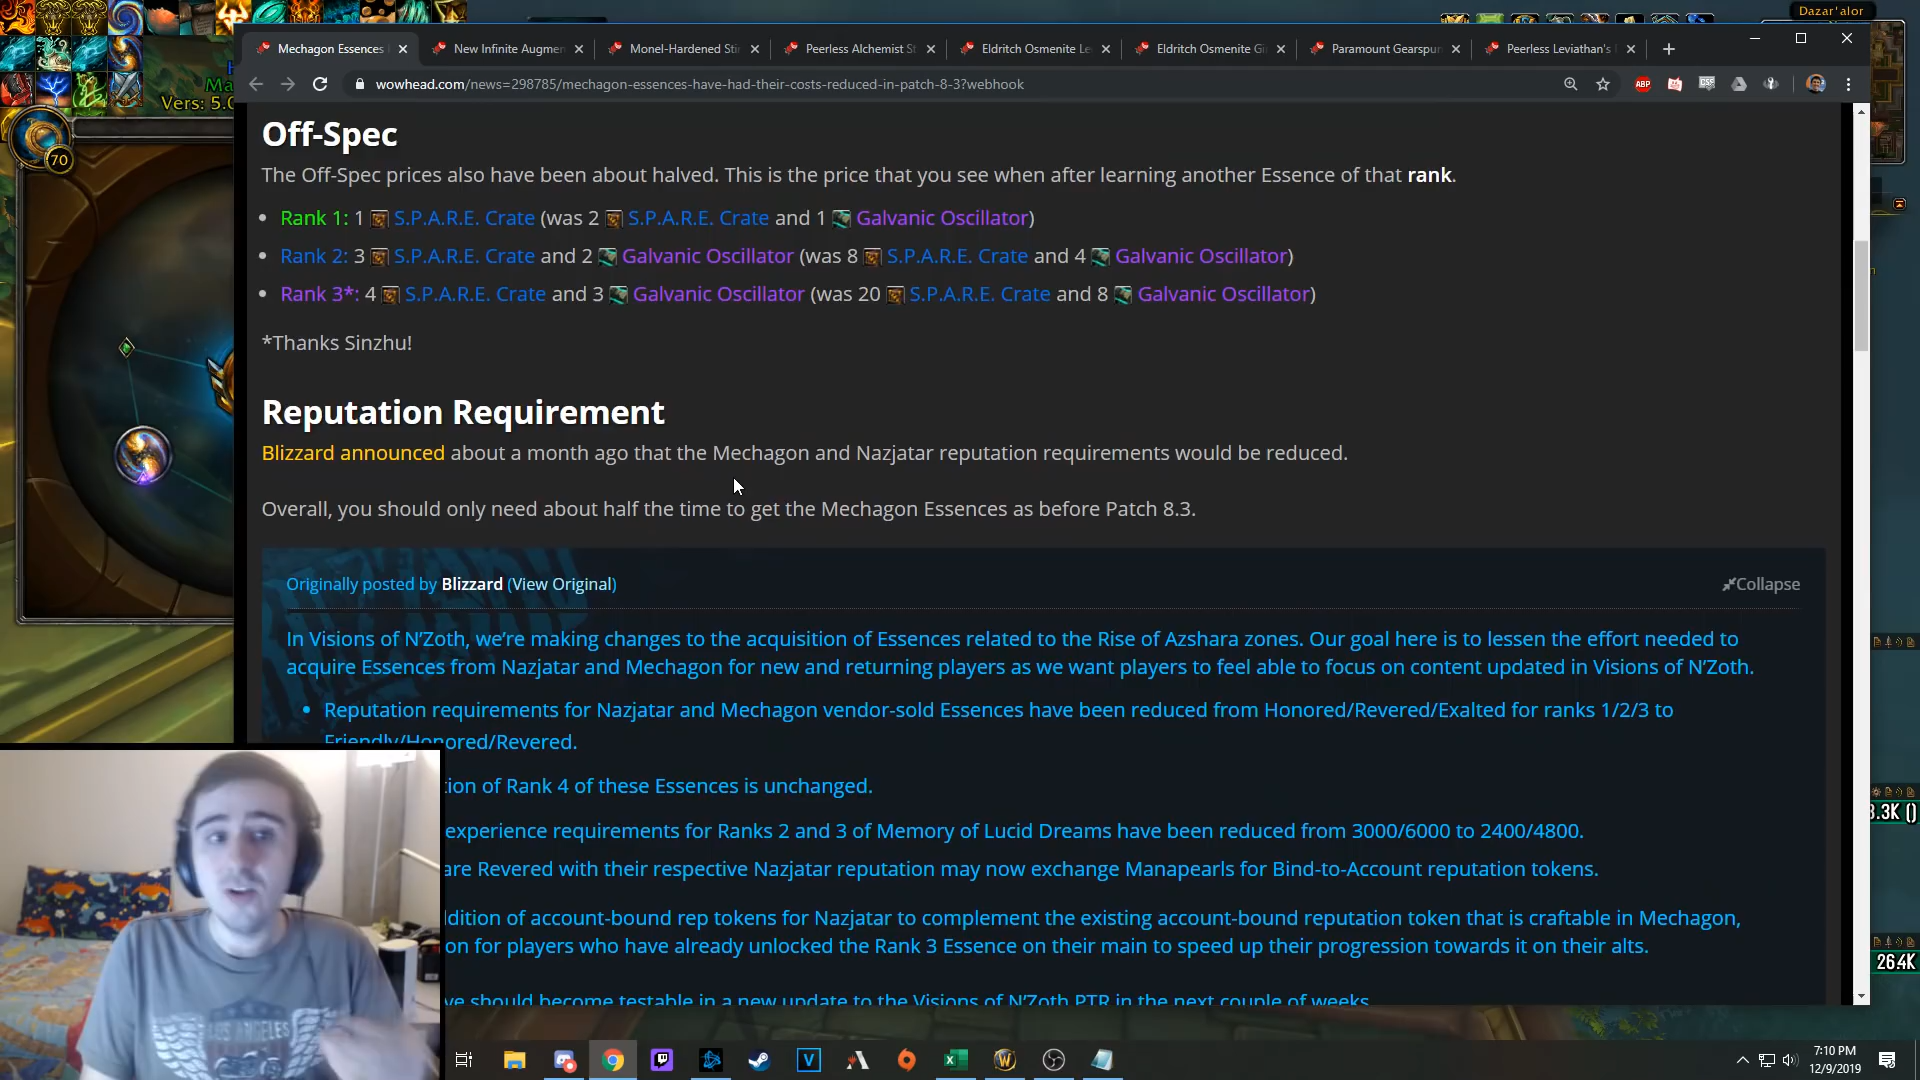 Dazar'alor
Vers: 5.0
70
Mechagon Essences
New Infinite Augmen
Monel-Hardened Sti
Peerless Alchemist St
Eldritch Osmenite Le
Eldritch Osmenite Gi
Paramount Gearspun
Peerless Leviathan's
wowhead.com/news=298785/mechagon-essences-have-had-their-costs-reduced-in-patch-8-3?webhook
ABP
Off-Spec
The Off-Spec prices also have been about halved. This is the price that you see when after learning another Essence of that rank.
• Rank 1: 1 S.P.A.R.E. Crate (was 2 S.P.A.R.E. Crate and 1 Galvanic Oscillator)
• Rank 2: 3 S.P.A.R.E. Crate and 2 Galvanic Oscillator (was 8 S.P.A.R.E. Crate and 4 Galvanic Oscillator)
• Rank 3*: 4 S.P.A.R.E. Crate and 3 Galvanic Oscillator (was 20 S.P.A.R.E. Crate and 8 Galvanic Oscillator)
*Thanks Sinzhu!
Reputation Requirement
Blizzard announced about a month ago that the Mechagon and Nazjatar reputation requirements would be reduced.
Overall, you should only need about half the time to get the Mechagon Essences as before Patch 8.3.
Originally posted by Blizzard (View Original)
Collapse
In Visions of N'Zoth, we're making changes to the acquisition of Essences related to the Rise of Azshara zones. Our goal here is to lessen the effort needed to
acquire Essences from Nazjatar and Mechagon for new and returning players as we want players to feel able to focus on content updated in Visions of N'Zoth.
• Reputation requirements for Nazjatar and Mechagon vendor-sold Essences have been reduced from Honored/Revered/Exalted for ranks 1/2/3 to
Friendly/Honored/Revered.
tion of Rank 4 of these Essences is unchanged.
experience requirements for Ranks 2 and 3 of Memory of Lucid Dreams have been reduced from 3000/6000 to 2400/4800.
are Revered with their respective Nazjatar reputation may now exchange Manapearls for Bind-to-Account reputation tokens.
ddition of account-bound rep tokens for Nazjatar to complement the existing account-bound reputation token that is craftable in Mechagon,
on for players who have already unlocked the Rank 3 Essence on their main to speed up their progression towards it on their alts.
ve should become testable in a new update to the Visions of N'Zoth PTR in the next couple of weeks.
3.3K ()
26.4K
LOS ANGELES
7:10 PM
12/9/2019